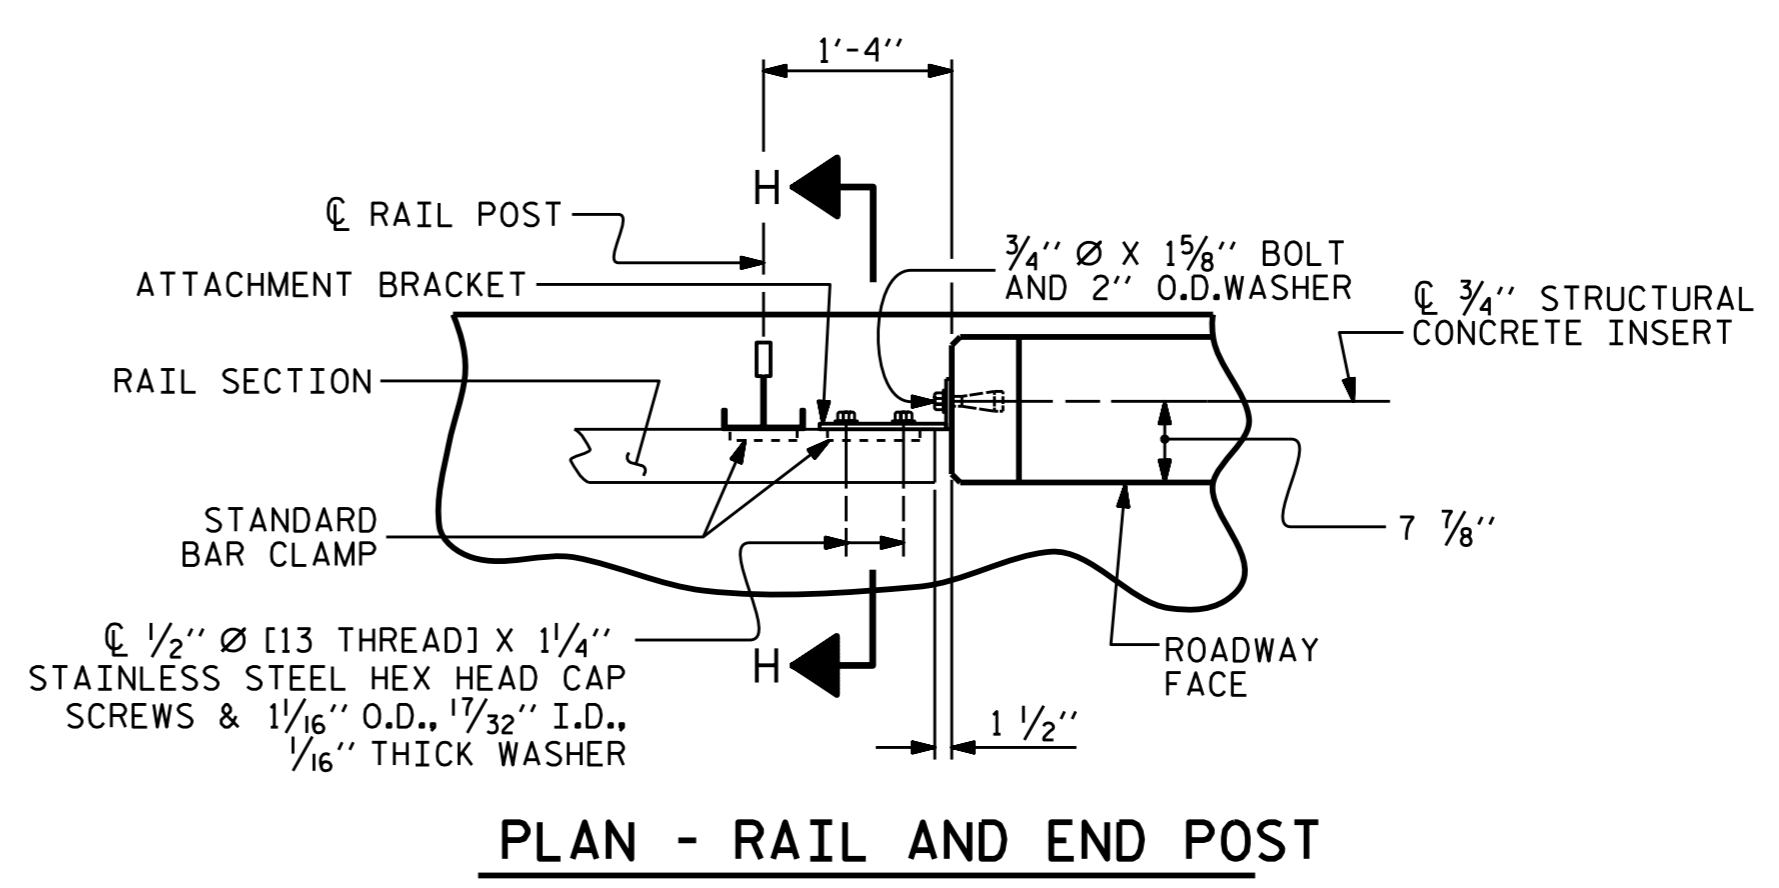 1'-4"
H
℄ RAIL POST
ATTACHMENT BRACKET
3/4" Ø X 1 5/8" BOLT
AND 2" O.D.WASHER
℄ 3/4" STRUCTURAL
CONCRETE INSERT
RAIL SECTION
STANDARD
BAR CLAMP
7 7/8"
℄ 1/2" Ø [13 THREAD] X 1 1/4"
STAINLESS STEEL HEX HEAD CAP
SCREWS & 1 1/16" O.D., 17/32" I.D.,
1/16" THICK WASHER
H
ROADWAY
FACE
1 1/2"
PLAN - RAIL AND END POST